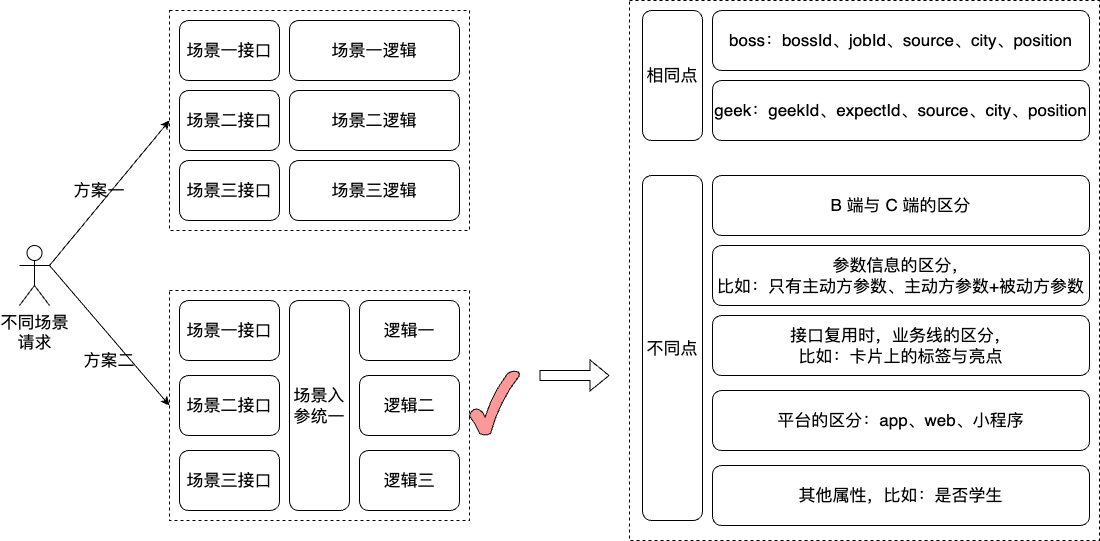 不同场景
请求
方案一
方案二
场景一接口
场景一逻辑
场景二接口
场景二逻辑
场景三接口
场景三逻辑
场景一接口
场景二接口
场景三接口
场景入
参统一
逻辑一
逻辑二
逻辑三
相同点
boss：bossId、jobId、source、city、position
geek：geekId、expectId、source、city、position
不同点
B 端与 C 端的区分
参数信息的区分，
比如：只有主动方参数、主动方参数+被动方参数
接口复用时，业务线的区分，
比如：卡片上的标签与亮点
平台的区分：app、web、小程序
其他属性，比如：是否学生